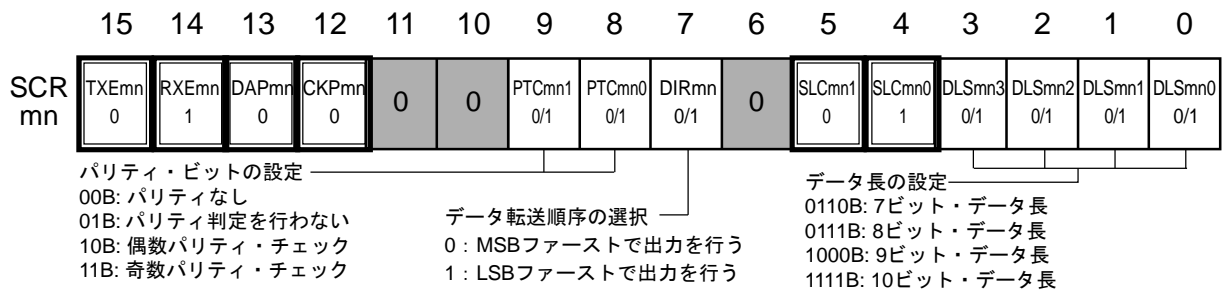 15 14 13 12 11 10 9 8 7 6 5 4 3 2 1 0
SCR
mn
TXEmn RXEmn DAPmn CKPmn 0 0 PTCmn1 PTCmn0 DIRmn 0 SLCmn1 SLCmn0 DLSmn3 DLSmn2 DLSmn1 DLSmn0
0 1 0 0 0/1 0/1 0/1 0 1 0/1 0/1 0/1 0/1
パリティ・ビットの設定
00B: パリティなし
01B: パリティ判定を行わない
10B: 偶数パリティ・チェック
11B: 奇数パリティ・チェック
データ転送順序の選択
0：MSBファーストで出力を行う
1：LSBファーストで出力を行う
データ長の設定
0110B: 7ビット・データ長
0111B: 8ビット・データ長
1000B: 9ビット・データ長
1111B: 10ビット・データ長